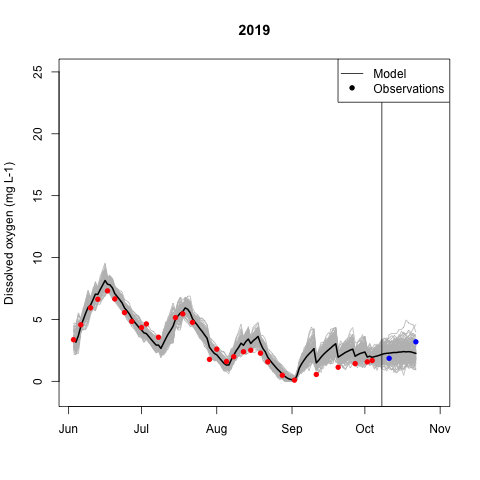 2019
Model
Observations
Dissolved oxygen (mg L-1)
25
20
15
10
5
0
Jun Jul Aug Sep Oct Nov